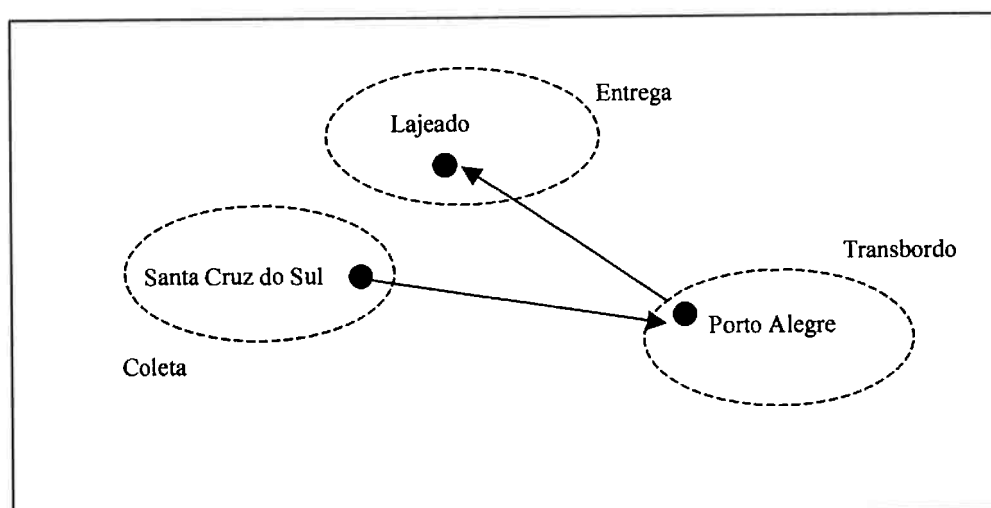 Entrega
Lajeado
Transbordo
Santa Cruz do Sul
Porto Alegre
Coleta